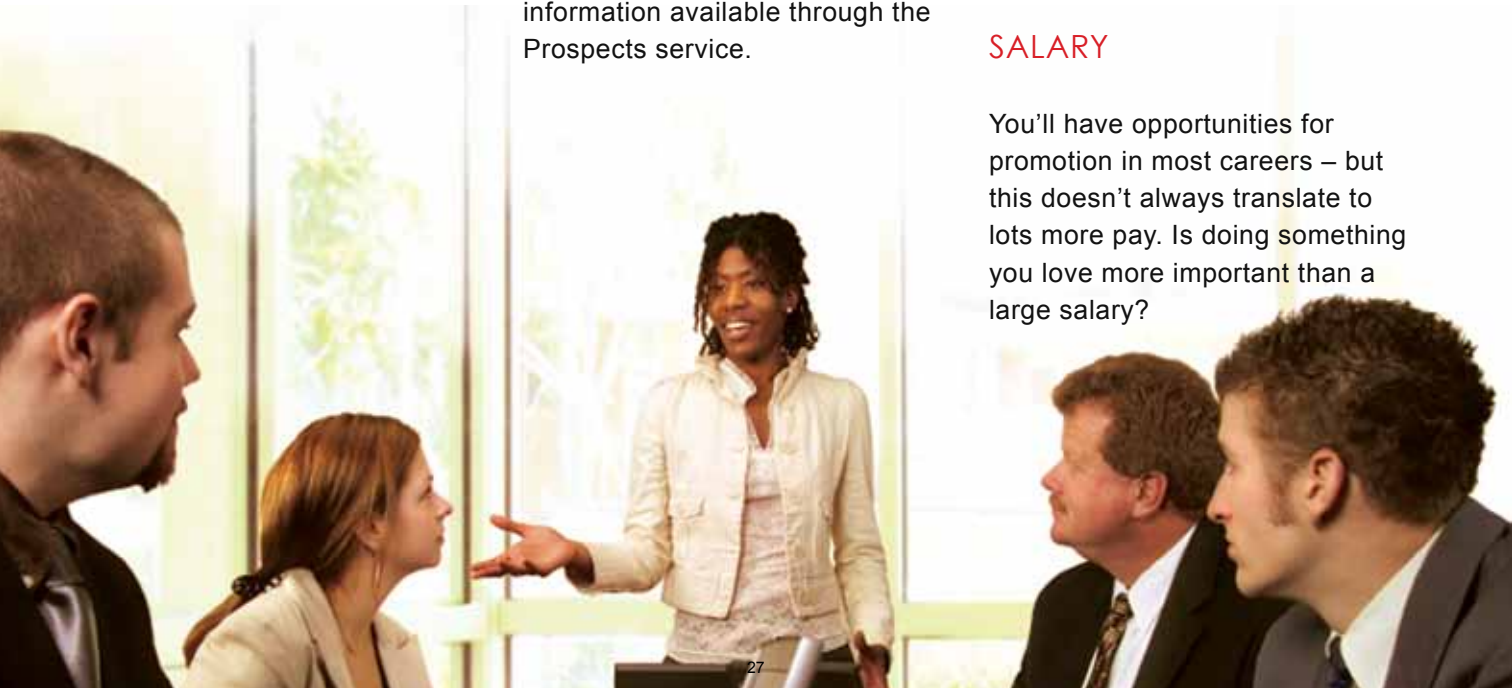 information available through the
Prospects service.
SALARY
You'll have opportunities for
promotion in most careers – but
this doesn't always translate to
lots more pay. Is doing something
you love more important than a
large salary?
27